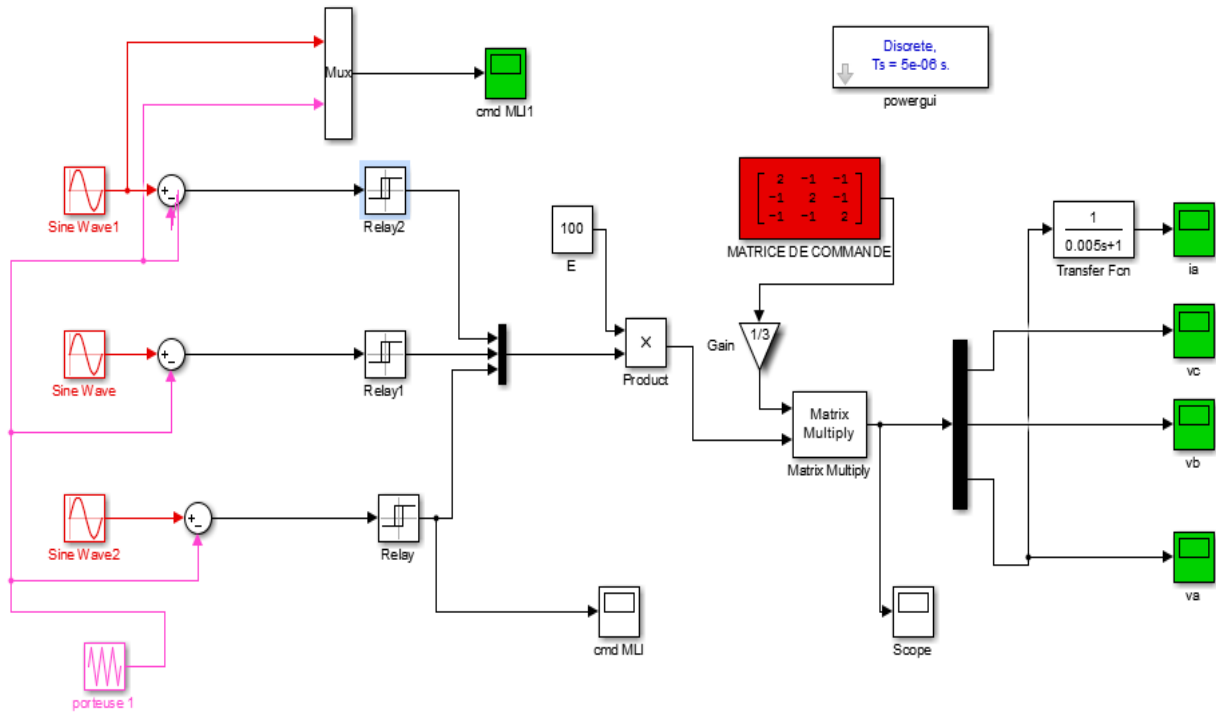 Discrete,
Ts = 5e-06 s.
powergui
Mux
cmd MLI1
Sine Wave1
+
-
Relay2
100
E
2 -1 -1
-1 2 -1
-1 -1 2
MATRICE DE COMMANDE
1
0.005s+1
Transfer Fcn
ia
Sine Wave
+
-
Relay1
X
Product
Gain
1/3
vc
Matrix
Multiply
Matrix Multiply
vb
Sine Wave2
+
-
Relay
va
cmd MLI
Scope
porteuse 1